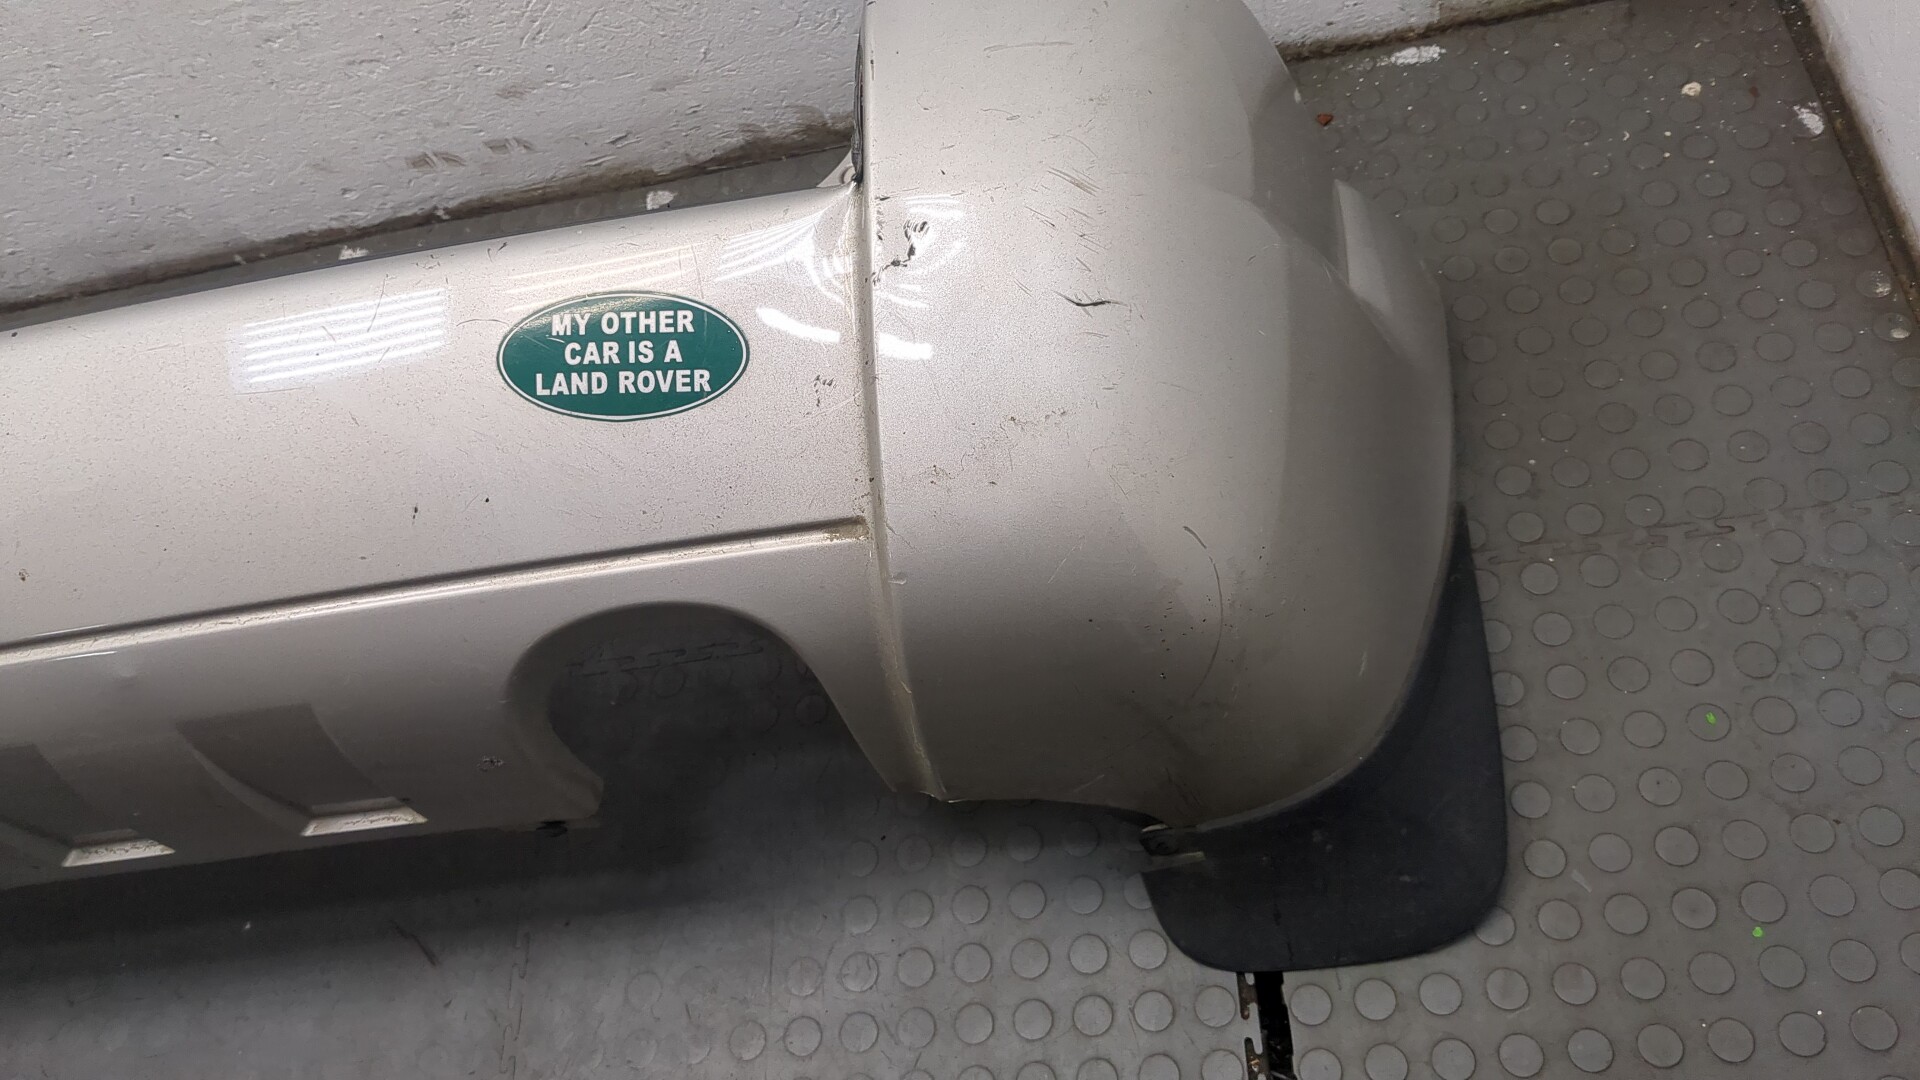 MY OTHER
CAR IS A
LAND ROVER